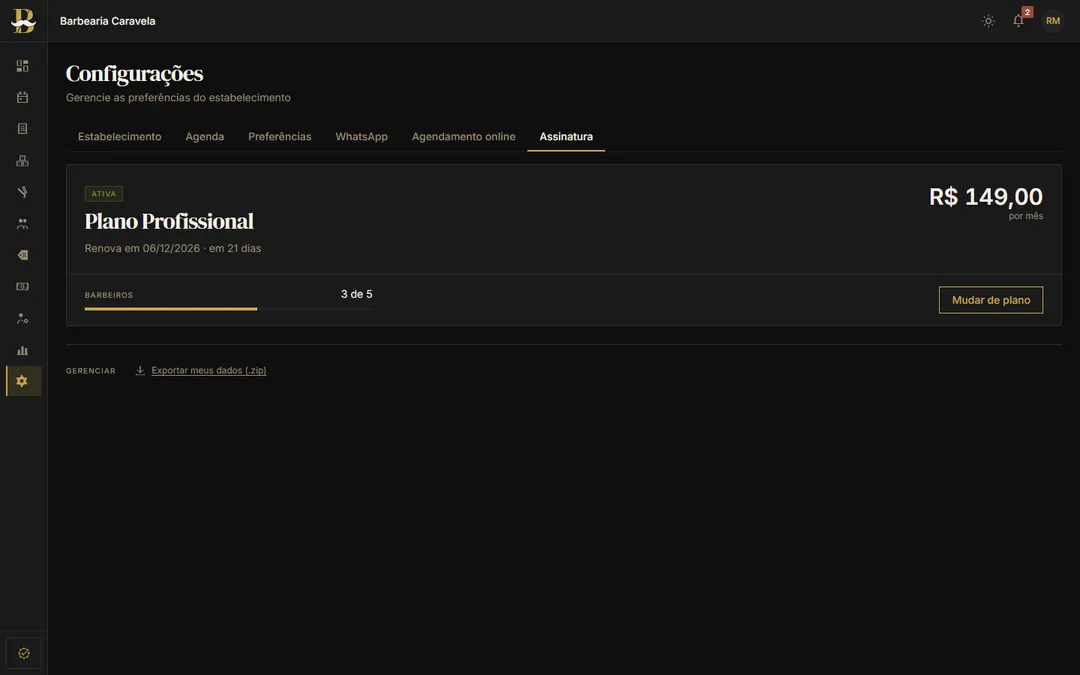 B
Barbearia Caravela
2
RM
Configurações
Gerencie as preferências do estabelecimento
Estabelecimento Agenda Preferências WhatsApp Agendamento online Assinatura
ATIVA
R$ 149,00
por mês
Plano Profissional
Renova em 06/12/2026 · em 21 dias
BARBEIROS 3 de 5
Mudar de plano
GERENCIAR Exportar meus dados (.zip)